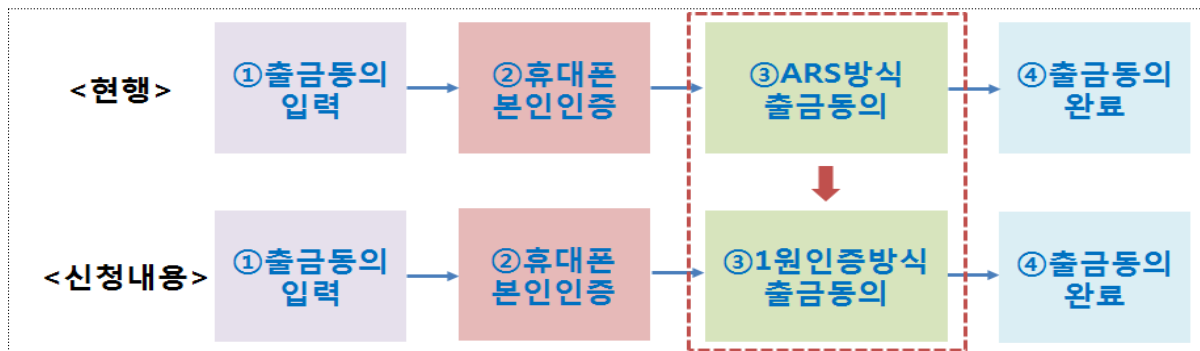 <현행>
①출금동의
입력
②휴대폰
본인인증
③ARS방식
출금동의
④출금동의
완료
<신청내용>
①출금동의
입력
②휴대폰
본인인증
③1원인증방식
출금동의
④출금동의
완료